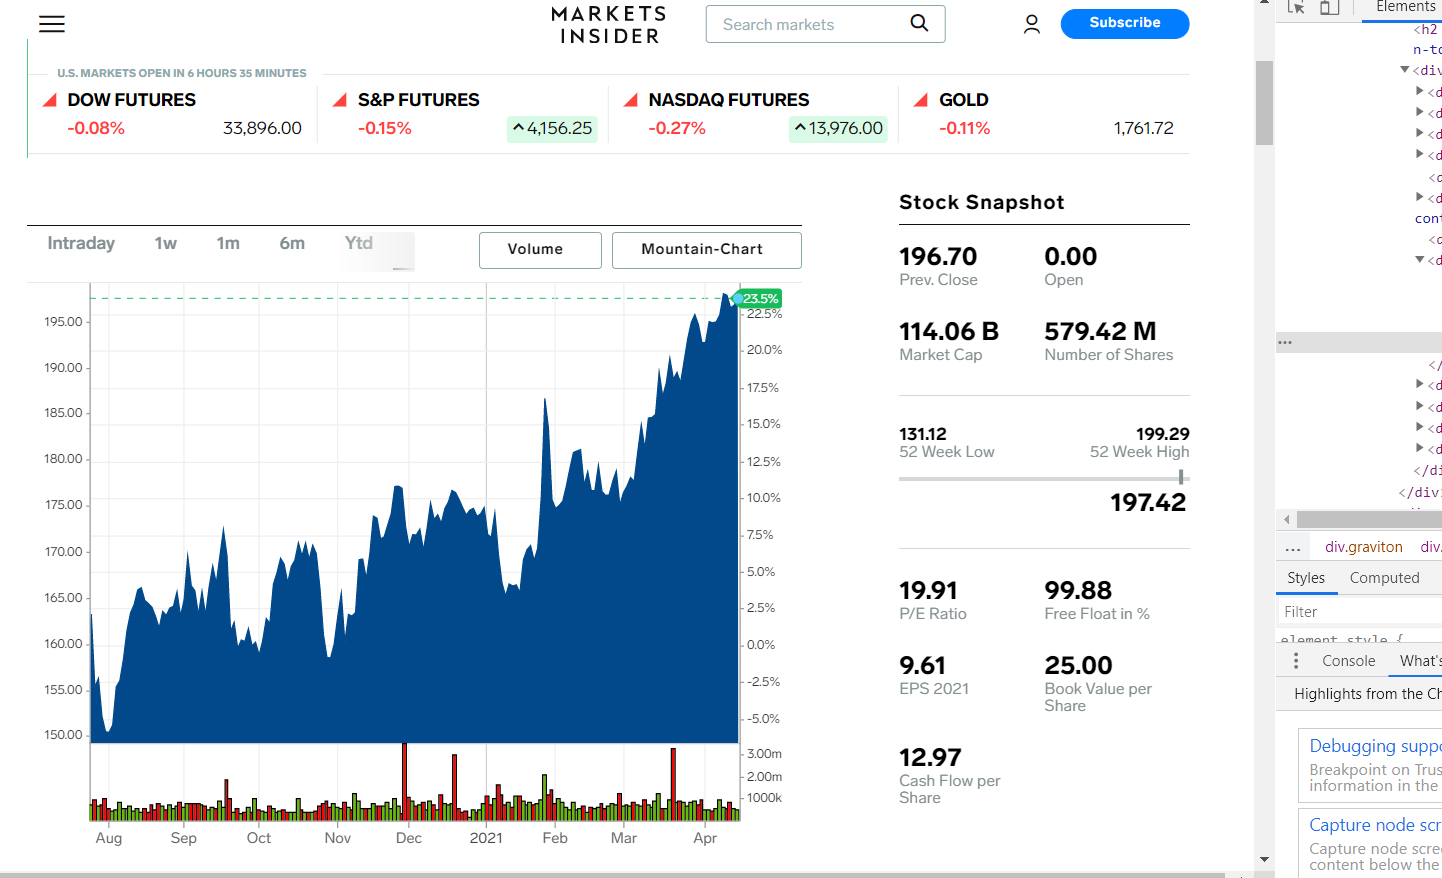 MARKETS
INSIDER
Search markets
Subscribe
U.S. MARKETS OPEN IN 6 HOURS 35 MINUTES
DOW FUTURES
-0.08% 33,896.00
S&P FUTURES
-0.15% 4,156.25
NASDAQ FUTURES
-0.27% 13,976.00
GOLD
-0.11% 1,761.72
Intraday 1w 1m 6m Ytd
Volume Mountain-Chart
23.5%
195.00
190.00
185.00
180.00
175.00
170.00
165.00
160.00
155.00
150.00
22.5%
20.0%
17.5%
15.0%
12.5%
10.0%
7.5%
5.0%
2.5%
0.0%
-2.5%
-5.0%
3.00m
2.00m
1000k
Aug Sep Oct Nov Dec 2021 Feb Mar Apr
Stock Snapshot
196.70
Prev. Close
0.00
Open
114.06 B
Market Cap
579.42 M
Number of Shares
131.12
52 Week Low
199.29
52 Week High
197.42
19.91
P/E Ratio
99.88
Free Float in %
9.61
EPS 2021
25.00
Book Value per
Share
12.97
Cash Flow per
Share
Elements
<h2
n-to
<div
<d
<d
<d
<d
<d
<d
cont
<d
<d
...
</
<d
<d
<d
<d
</di
</div
... div.graviton div.
Styles Computed
Filter
element.style {
Console What's
Highlights from the Ch
Debugging suppo
Breakpoint on Trus
information in the
Capture node scr
Capture node scree
content below the